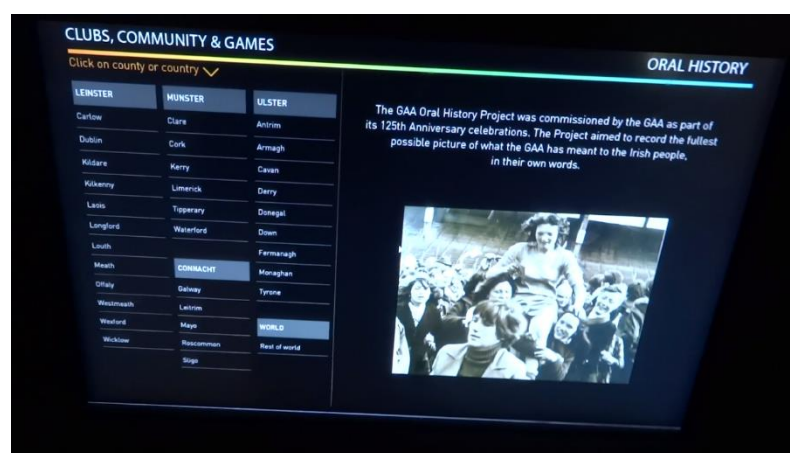 CLUBS, COMMUNITY & GAMES
ORAL HISTORY
Click on county or country
LEINSTER
Carlow
Dublin
Kildare
Kilkenny
Laois
Longford
Louth
Meath
Offaly
Westmeath
Wexford
Wicklow
MUNSTER
Clare
Cork
Kerry
Limerick
Tipperary
Waterford
CONNACHT
Galway
Leitrim
Mayo
Roscommon
Sligo
ULSTER
Antrim
Armagh
Cavan
Derry
Donegal
Down
Fermanagh
Monaghan
Tyrone
WORLD
Rest of world
The GAA Oral History Project was commissioned by the GAA as part of
its 125th Anniversary celebrations. The Project aimed to record the fullest
possible picture of what the GAA has meant to the Irish people,
in their own words.